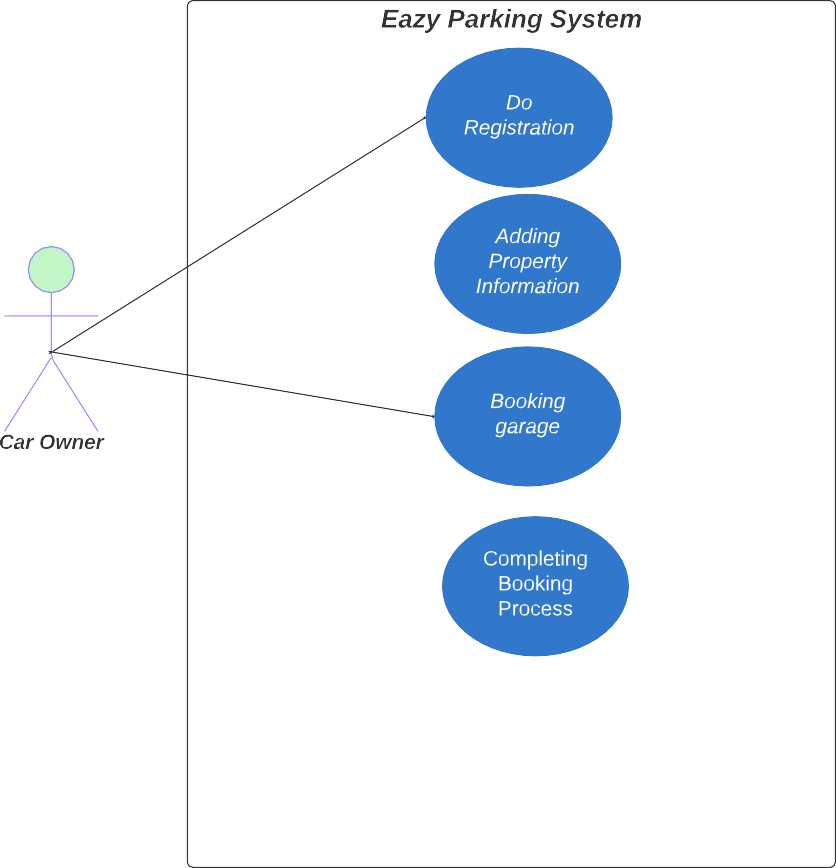 Eazy Parking System
Do
Registration
Adding
Property
Information
Booking
garage
Car Owner
Completing
Booking
Process